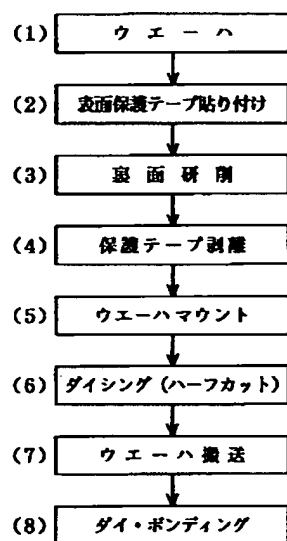 (1) ウエーハ
(2) 表面保護テープ貼り付け
(3) 裏面研削
(4) 保護テープ剥離
(5) ウエーハマウント
(6) ダイシング (ハーフカット)
(7) ウエーハ搬送
(8) ダイ・ボンディング